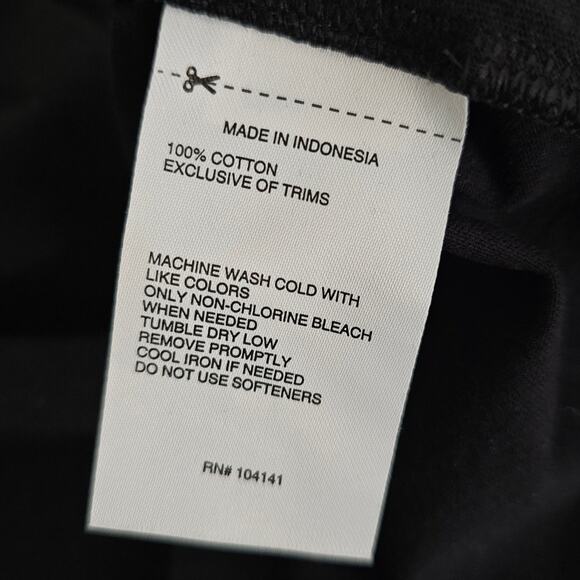 MADE IN INDONESIA
100% COTTON
EXCLUSIVE OF TRIMS
MACHINE WASH COLD WITH
LIKE COLORS
ONLY NON-CHLORINE BLEACH
WHEN NEEDED
TUMBLE DRY LOW
REMOVE PROMPTLY
COOL IRON IF NEEDED
DO NOT USE SOFTENERS
RN# 104141